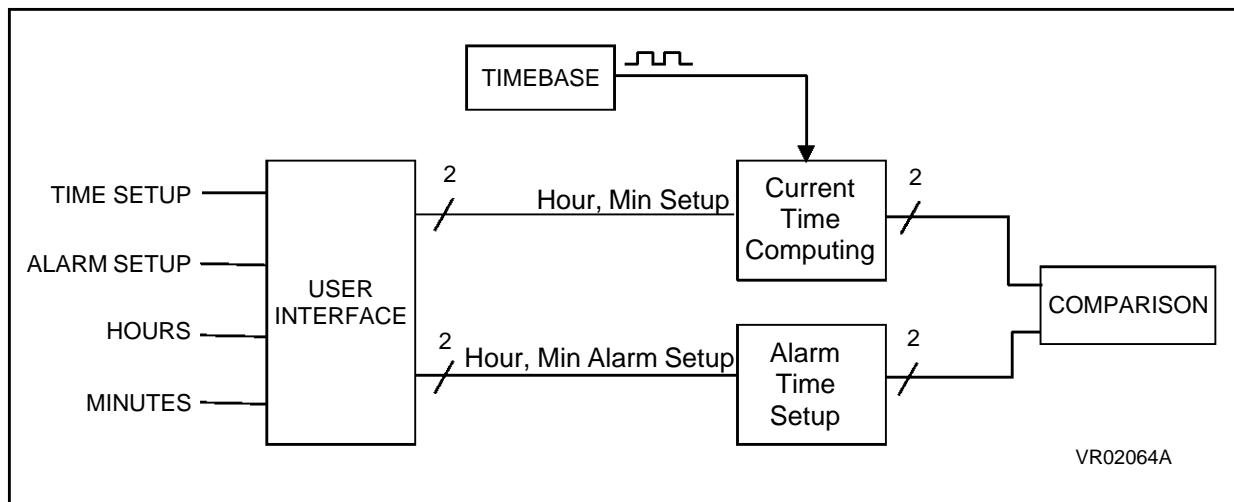 TIMEBASE
TIME SETUP
ALARM SETUP
HOURS
MINUTES
USER
INTERFACE
2
Hour, Min Setup
2
Hour, Min Alarm Setup
Current
Time
Computing
2
Alarm
Time
Setup
2
COMPARISON
VR02064A